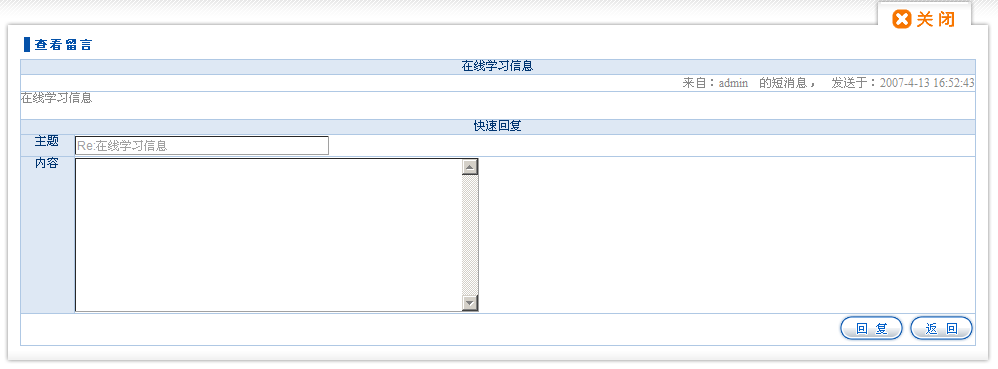 关 闭
查看留言
在线学习信息
来自：admin 的短消息， 发送于：2007-4-13 16:52:43
在线学习信息
快速回复
主题 Re:在线学习信息
内容
回 复 返 回